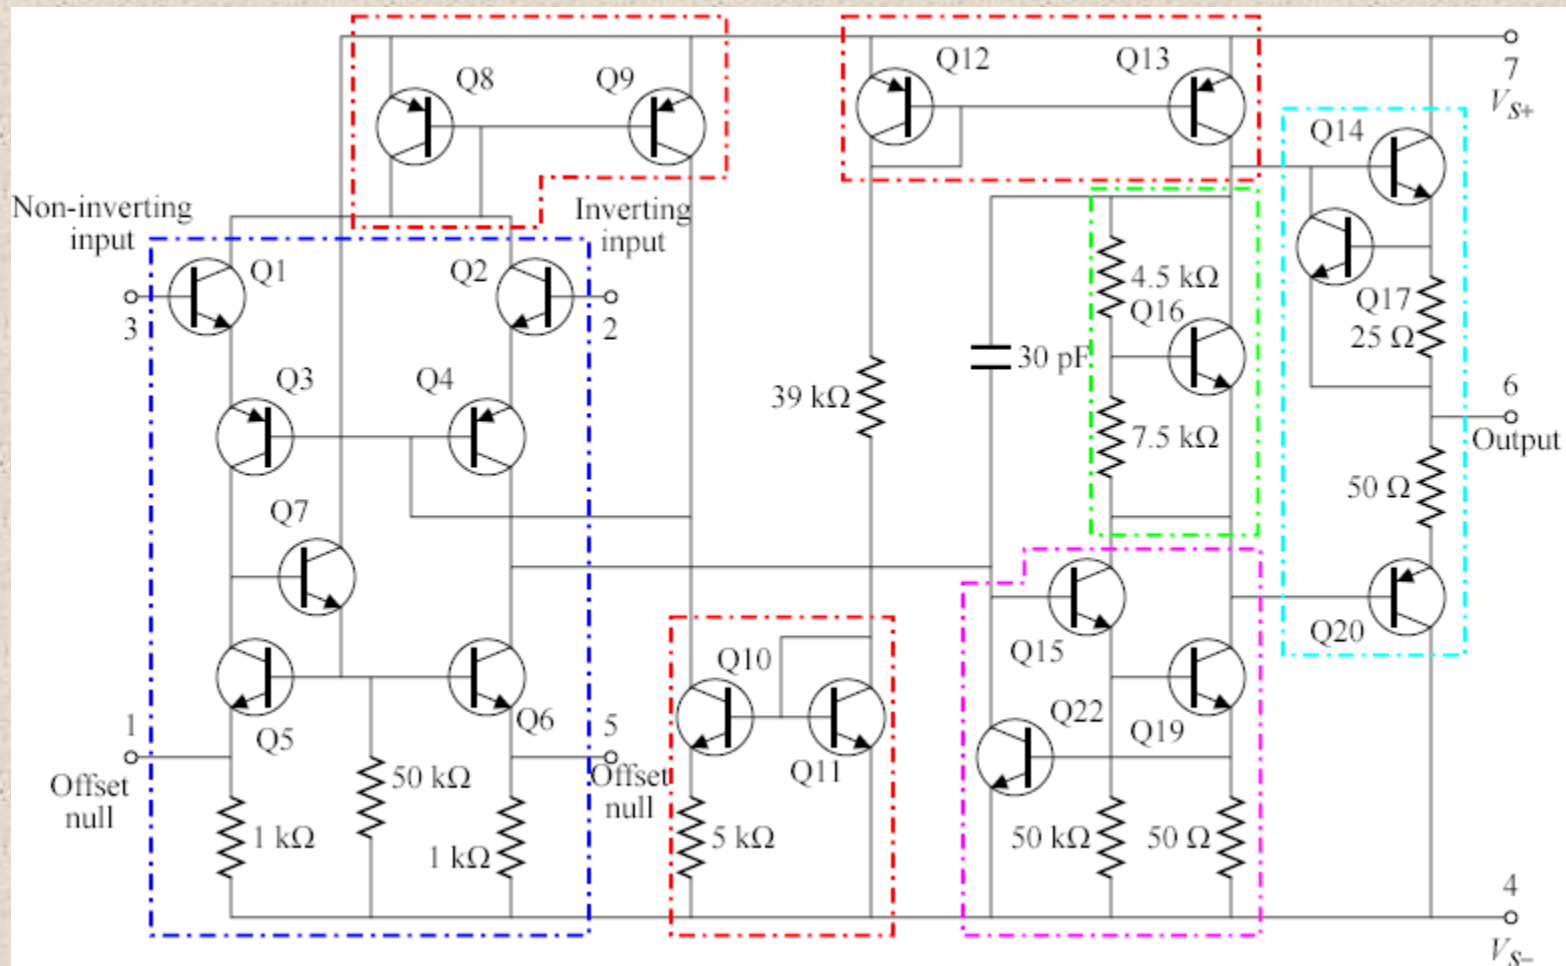 Q8
Q9
Q12
Q13
7
V_S+
Q14
Non-inverting
input
Inverting
input
Q1
Q2
3
2
4.5 kΩ
Q16
Q17
25 Ω
30 pF
Q3
Q4
39 kΩ
7.5 kΩ
6
Output
50 Ω
Q7
Q15
Q20
Q10
Q22
Q19
1
Q5
Q6
5
Q11
Offset
null
50 kΩ
Offset
null
1 kΩ
1 kΩ
5 kΩ
50 kΩ
50 Ω
4
V_S−